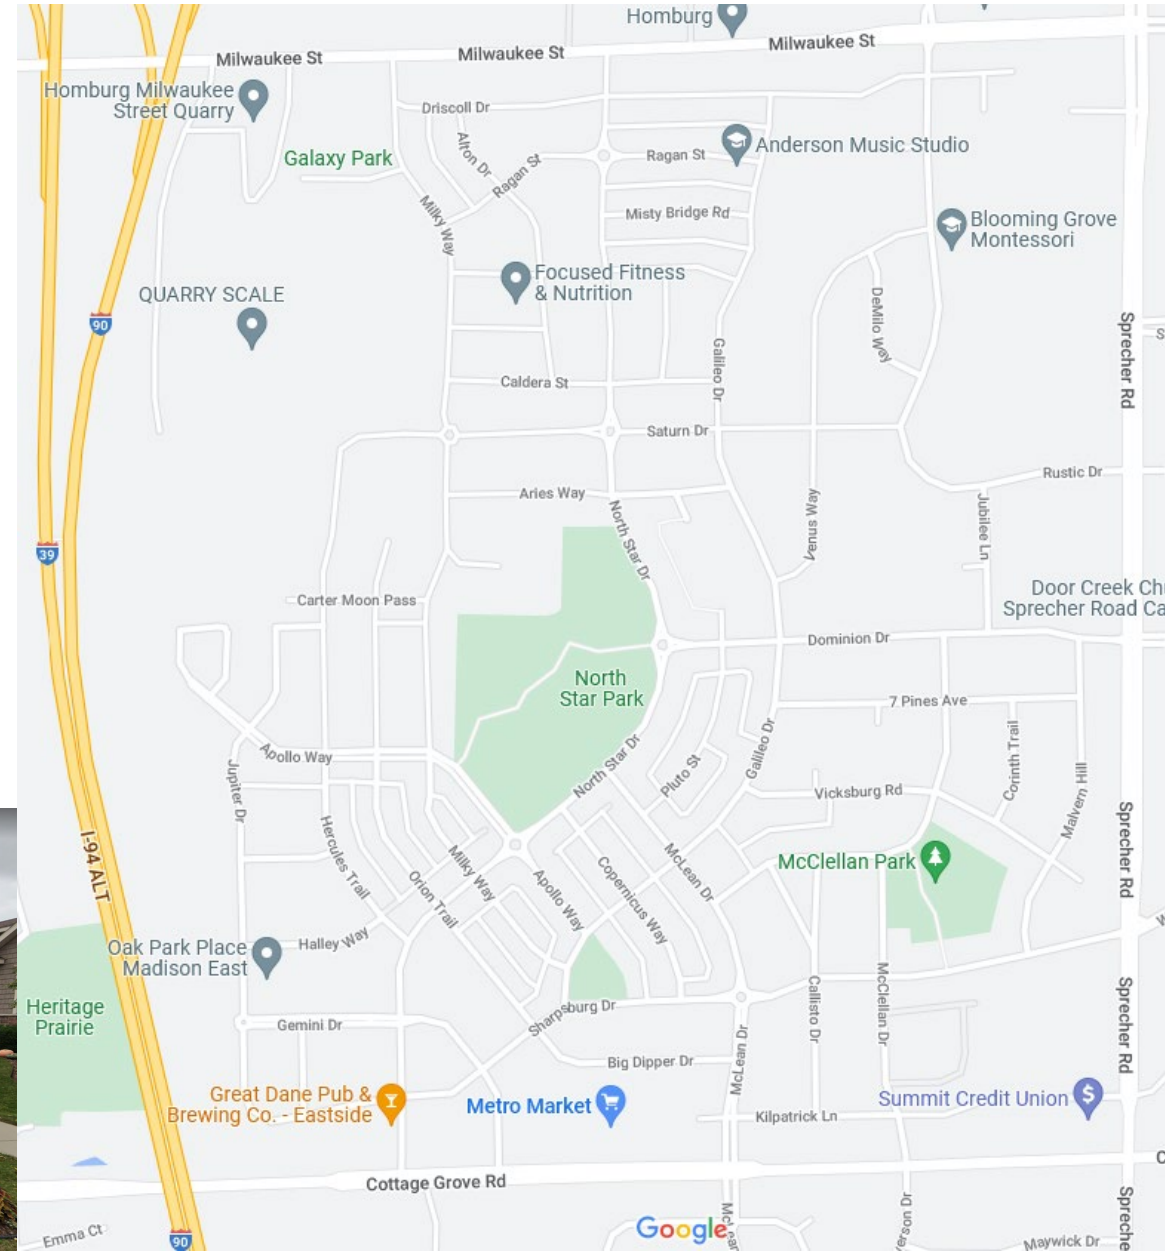 Homburg
Milwaukee St
Milwaukee St
Milwaukee St
Homburg Milwaukee
Street Quarry
Driscoll Dr
Galaxy Park
Alton Dr
Ragan St
Ragan St
Anderson Music Studio
Milky Way
Misty Bridge Rd
Blooming Grove
Montessori
QUARRY SCALE
Focused Fitness
& Nutrition
90
DeMilo Way
Sprecher Rd
S
Galileo Dr
Caldera St
Saturn Dr
Rustic Dr
Aries Way
North Star Dr
Venus Way
Jubilee Ln
39
Carter Moon Pass
Door Creek Ch
Sprecher Road Ca
Dominion Dr
North
Star Park
7 Pines Ave
Apollo Way
North Star Dr
Galileo Dr
Corinth Trail
Jupiter Dr
Pluto St
Vicksburg Rd
Malvern Hill
I-94 ALT
Hercules Trail
Milky Way
McLean Dr
McClellan Park
Sprecher Rd
Orion Trail
Apollo Way
Copernicus Way
Halley Way
Oak Park Place
Madison East
Heritage
Prairie
Sharpsburg Dr
Callisto Dr
McClellan Dr
Sprecher Rd
Gemini Dr
Big Dipper Dr
McLean Dr
Great Dane Pub &
Brewing Co. - Eastside
Metro Market
Kilpatrick Ln
Summit Credit Union
Cottage Grove Rd
C
Emma Ct
90
Google
McLean
erson Dr
Spreche
Maywick Dr